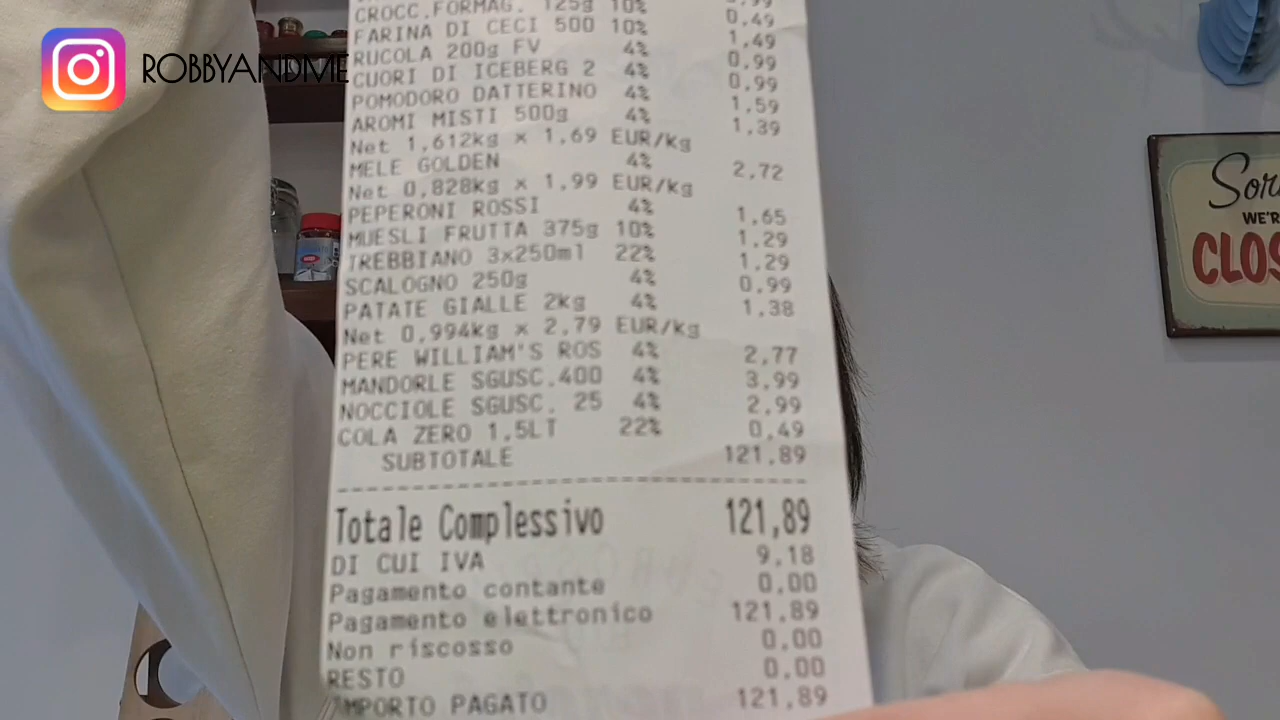 ROBBYANDME
CROCC.FORMAG. 125g 10% 0,49
FARINA DI CECI 500 10% 1,49
RUCOLA 200g FV 4% 0,99
CUORI DI ICEBERG 2 4% 0,99
POMODORO DATTERINO 4% 1,59
AROMI MISTI 500g 4% 1,39
Net 1,612kg x 1,69 EUR/kg
MELE GOLDEN 4% 2,72
Net 0,828kg x 1,99 EUR/kg
PEPERONI ROSSI 4% 1,65
MUESLI FRUTTA 375g 10% 1,29
TREBBIANO 3x250ml 22% 1,29
SCALOGNO 250g 4% 0,99
PATATE GIALLE 2kg 4% 1,38
Net 0,994kg x 2,79 EUR/kg
PERE WILLIAM'S ROS 4% 2,77
MANDORLE SGUSC.400 4% 3,99
NOCCIOLE SGUSC. 25 4% 2,99
COLA ZERO 1,5LT 22% 0,49
SUBTOTALE 121,89
Totale Complessivo 121,89
DI CUI IVA 9,18
Pagamento contante 0,00
Pagamento elettronico 121,89
Non riscosso 0,00
RESTO 0,00
IMPORTO PAGATO 121,89
WE'R
CLOS